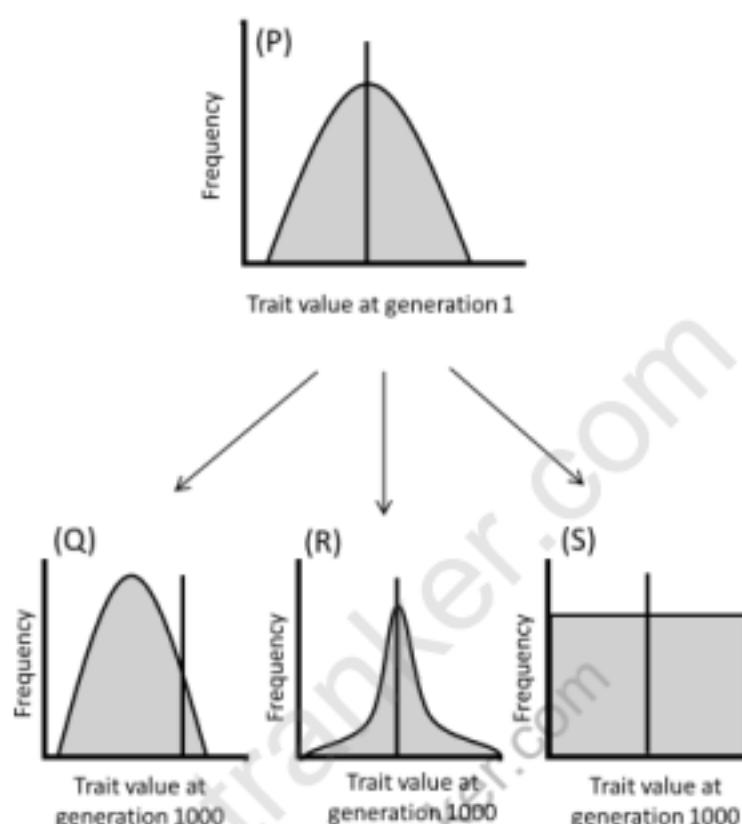 (P)
Frequency
Trait value at generation 1
(Q)
(R)
(S)
Frequency
Frequency
Frequency
Trait value at
generation 1000
Trait value at
generation 1000
Trait value at
generation 1000